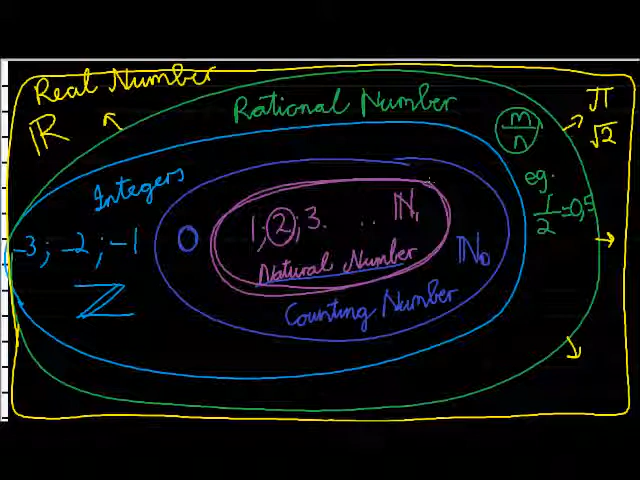 Real Number
ℝ
Rational Number
m/n
π
√2
eg.
1/2=0,5
Integers
-3; -2; -1
ℤ
0
1; 2; 3. .. ℕ₁
Natural Number
ℕ₀
Counting Number